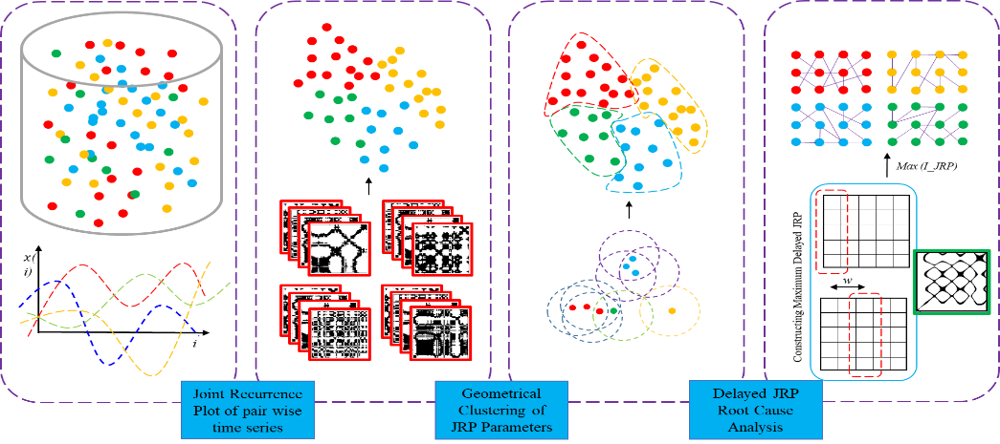 x(
i)
i
Joint Recurrence
Plot of pair wise
time series
Geometrical
Clustering of
JRP Parameters
Delayed JRP
Root Cause
Analysis
Max (I_JRP)
Constructing Maximum Delayed JRP
w